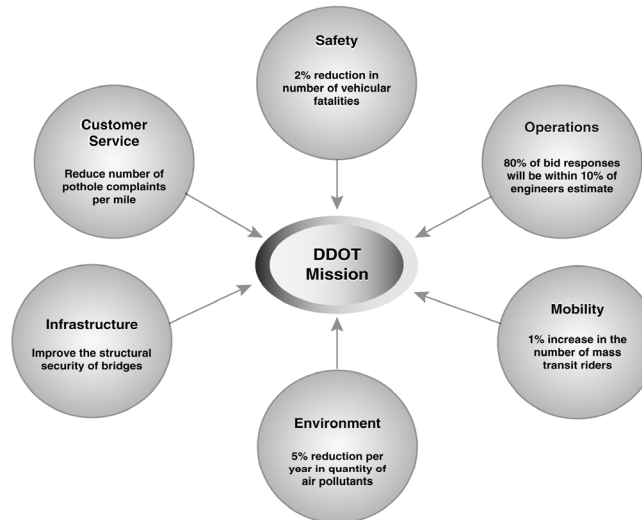 Safety
2% reduction in
number of vehicular
fatalities
Customer
Service
Reduce number of
pothole complaints
per mile
Operations
80% of bid responses
will be within 10% of
engineers estimate
DDOT
Mission
Infrastructure
Improve the structural
security of bridges
Mobility
1% increase in the
number of mass
transit riders
Environment
5% reduction per
year in quantity of
air pollutants